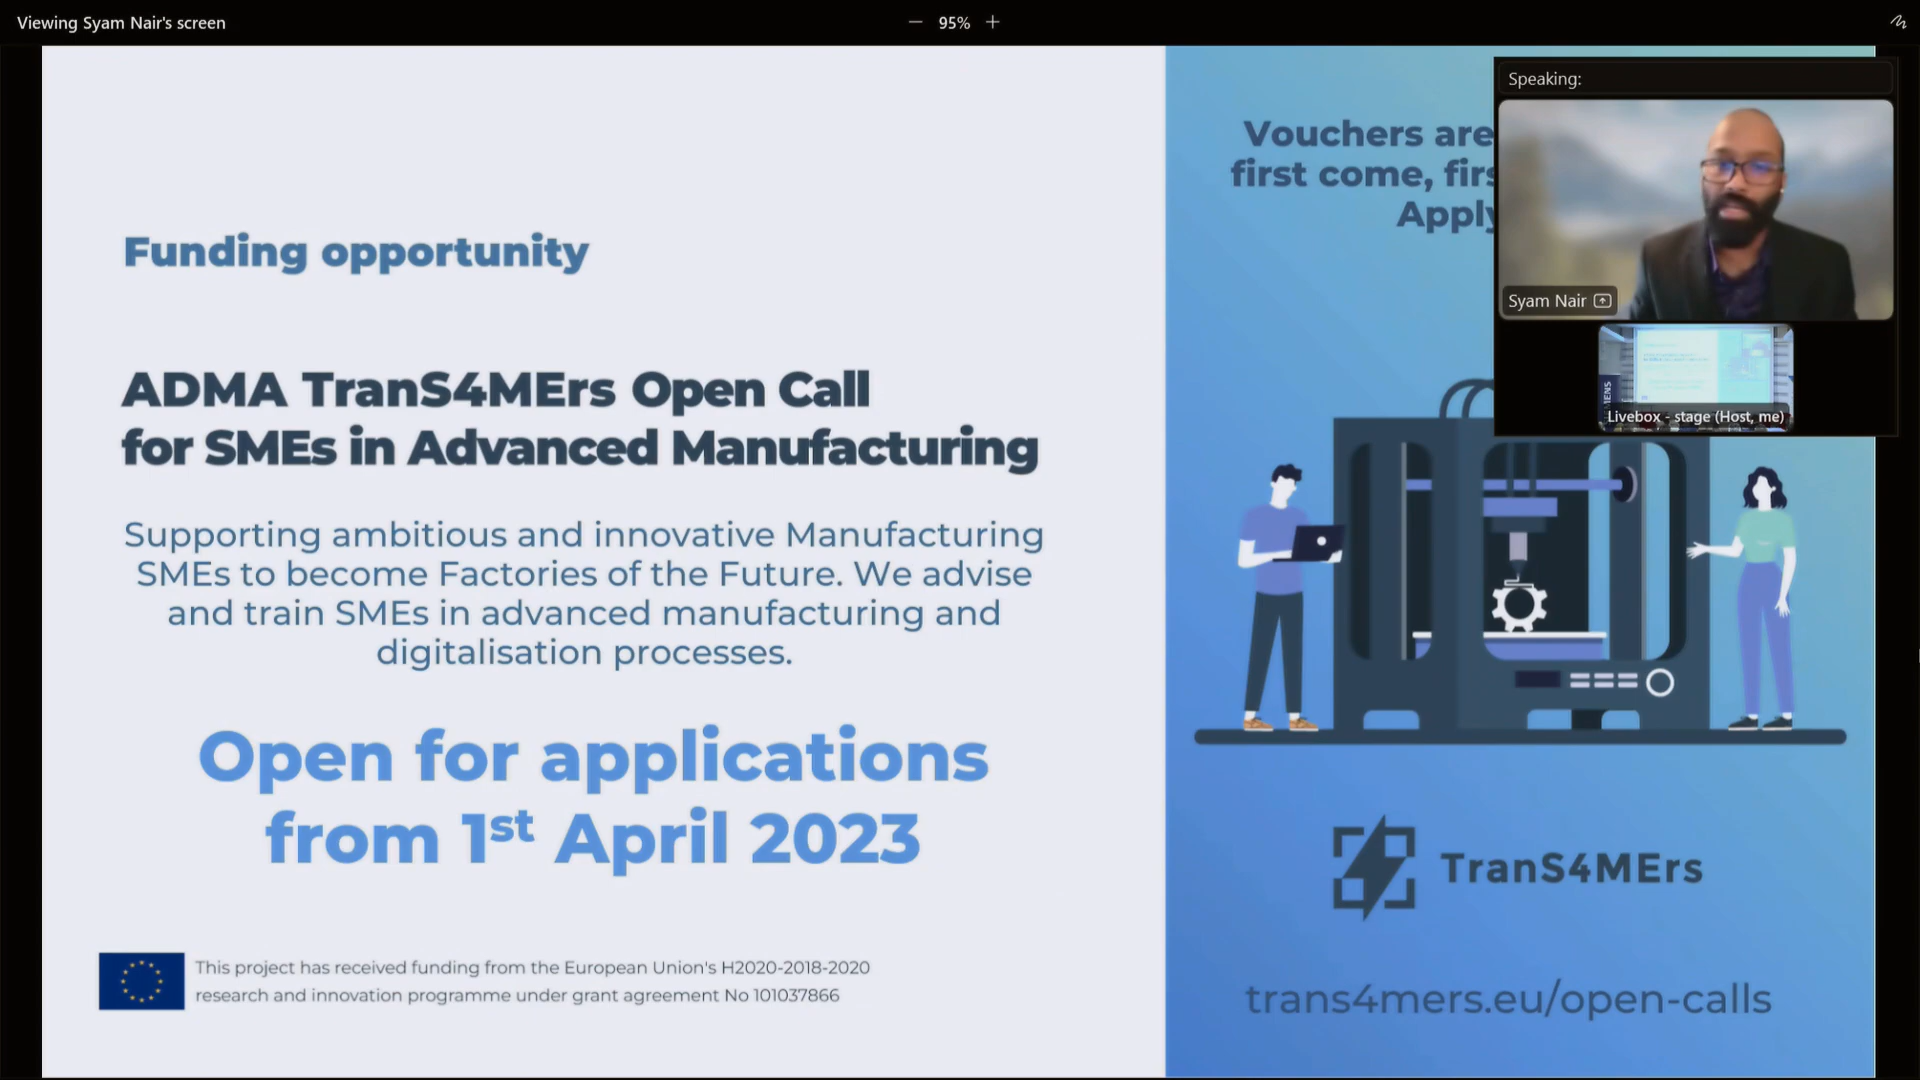 Viewing Syam Nair's screen
95%
Funding opportunity
ADMA TranS4MErs Open Call
for SMEs in Advanced Manufacturing
Supporting ambitious and innovative Manufacturing
SMEs to become Factories of the Future. We advise
and train SMEs in advanced manufacturing and
digitalisation processes.
Open for applications
from 1st April 2023
This project has received funding from the European Union's H2020-2018-2020
research and innovation programme under grant agreement No 101037866
Vouchers are
first come, firs
Apply
Speaking:
Syam Nair
Livebox - stage (Host, me)
TranS4MErs
trans4mers.eu/open-calls